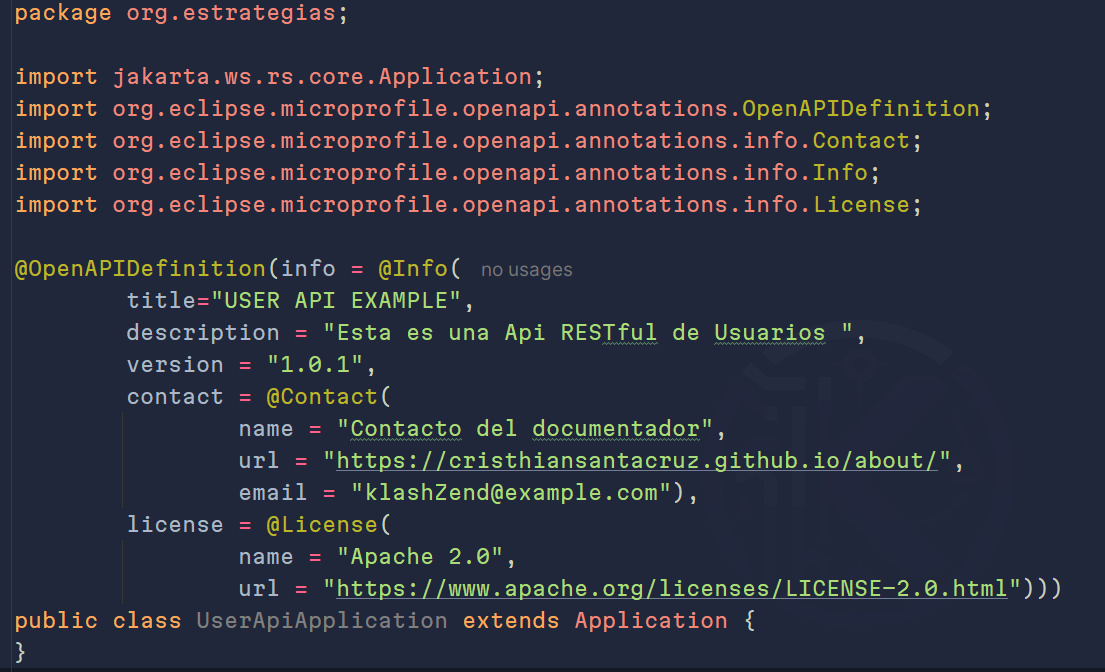 package org.estrategias;
import jakarta.ws.rs.core.Application;
import org.eclipse.microprofile.openapi.annotations.OpenAPIDefinition;
import org.eclipse.microprofile.openapi.annotations.info.Contact;
import org.eclipse.microprofile.openapi.annotations.info.Info;
import org.eclipse.microprofile.openapi.annotations.info.License;
@OpenAPIDefinition(info = @Info( no usages
title="USER API EXAMPLE",
description = "Esta es una Api RESTful de Usuarios ",
version = "1.0.1",
contact = @Contact(
name = "Contacto del documentador",
url = "https://cristhiansantacruz.github.io/about/",
email = "klashZend@example.com"),
license = @License(
name = "Apache 2.0",
url = "https://www.apache.org/licenses/LICENSE-2.0.html")))
public class UserApiApplication extends Application {
}